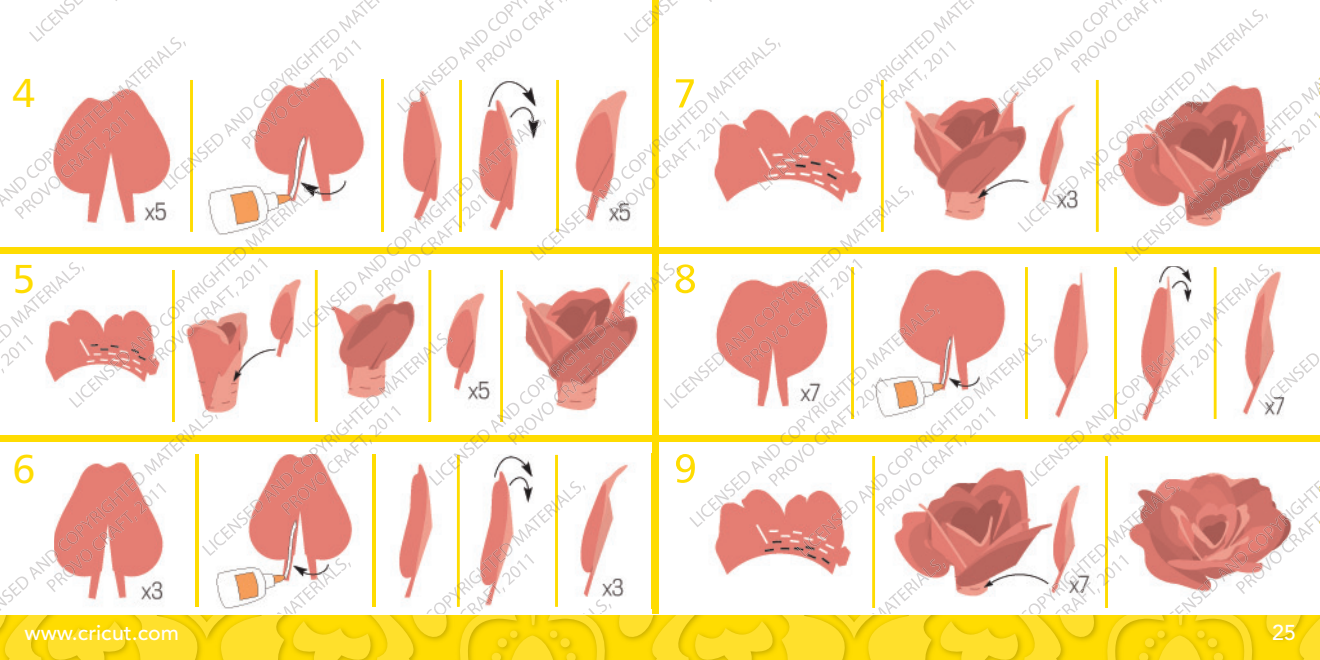 4
x5
x5
5
x5
6
x3
x3
7
x3
8
x7
x7
9
x7
LICENSED AND COPYRIGHTED MATERIALS,
PROVO CRAFT, 2011
www.cricut.com
25